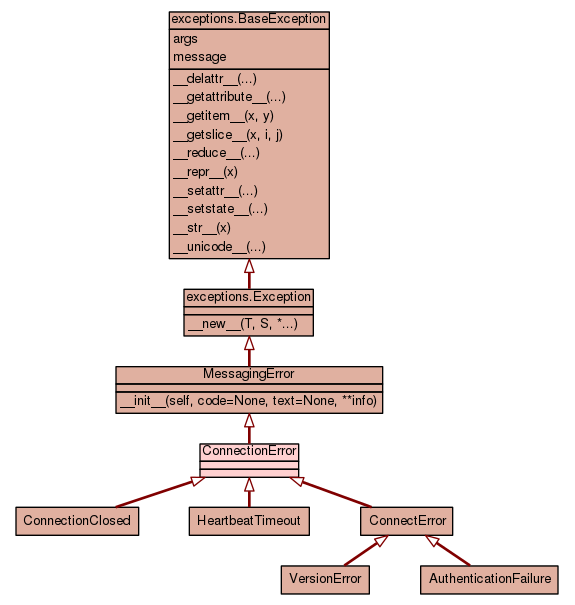 exceptions.BaseException
args
message
__delattr__(...)
__getattribute__(...)
__getitem__(x, y)
__getslice__(x, i, j)
__reduce__(...)
__repr__(x)
__setattr__(...)
__setstate__(...)
__str__(x)
__unicode__(...)
exceptions.Exception
__new__(T, S, *...)
MessagingError
__init__(self, code=None, text=None, **info)
ConnectionError
ConnectionClosed
HeartbeatTimeout
ConnectError
VersionError
AuthenticationFailure